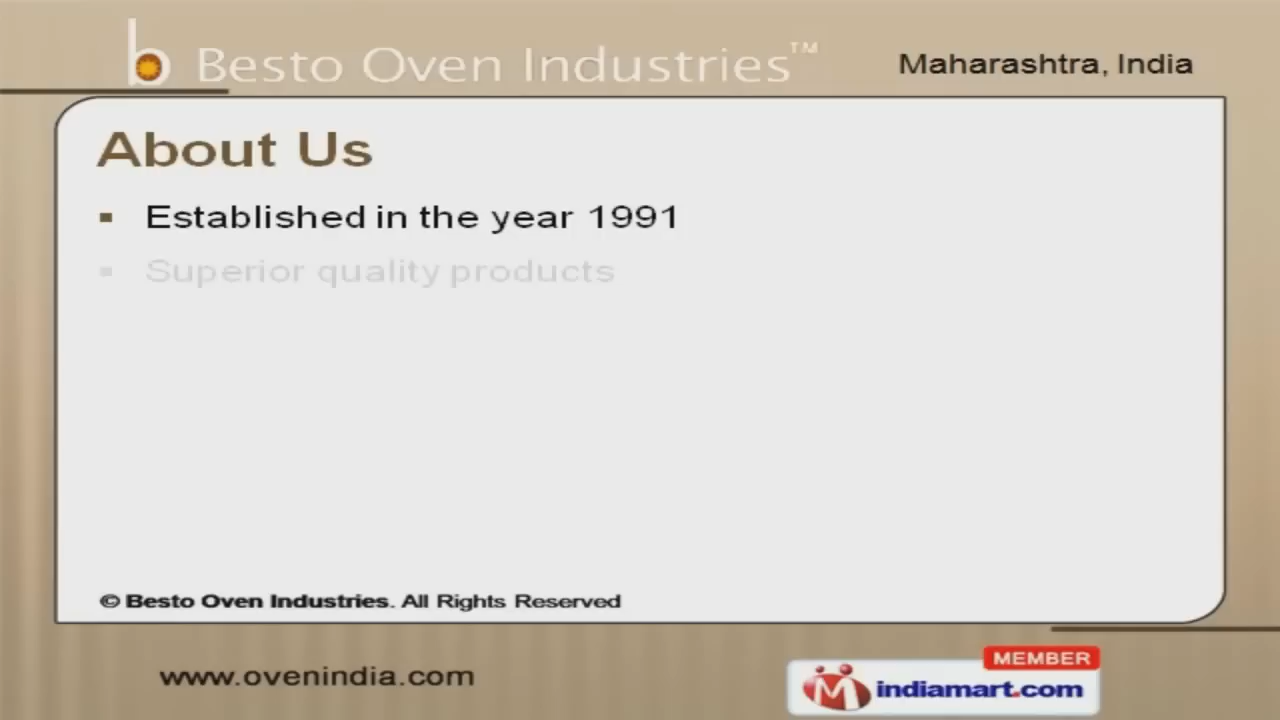 b Besto Oven Industries™
Maharashtra, India
About Us
▪ Established in the year 1991
▪ Superior quality products
© Besto Oven Industries. All Rights Reserved
www.ovenindia.com
MEMBER
M indiamart.com